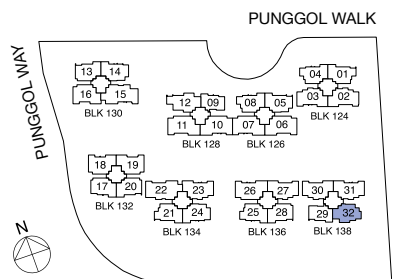 PUNGGOL WALK
PUNGGOL WAY
04 01
03 02
BLK 124
13 14
16 15
BLK 130
12 09
11 10
BLK 128
08 05
07 06
BLK 126
18 19
17 20
BLK 132
22 23
21 24
BLK 134
26 27
25 28
BLK 136
30 31
29 32
BLK 138
N